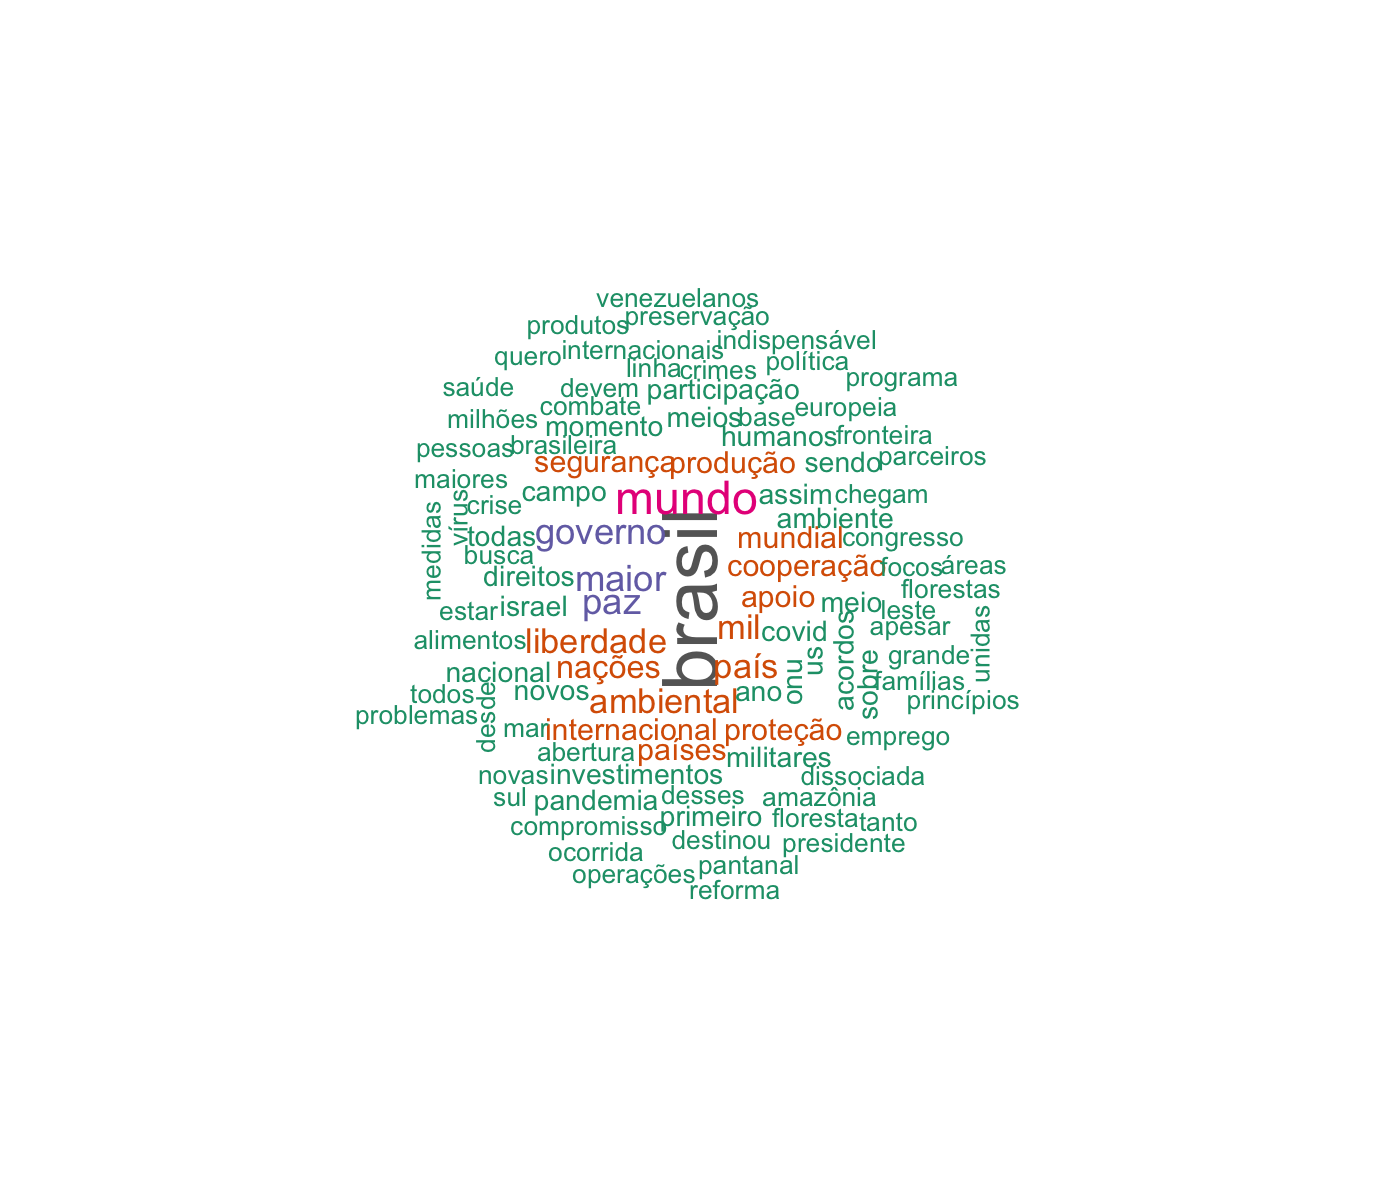 venezuelanos
preservação
produtos
indispensável
internacionais
quero
política
linha
crimes
programa
saúde
devem
participação
combate
europeia
milhões
momento
meios
base
humanos
fronteira
pessoas
brasileira
segurança
produção
sendo
parceiros
maiores
campo
mundo
assim
chegam
vírus
crise
ambiente
todas
governo
mundial
congresso
medidas
busca
cooperação
focos
áreas
direitos
maior
florestas
paz
apoio
meio
leste
estar
israel
brasil
mil
covid
acordos
apesar
unidas
alimentos
liberdade
grande
nacional
nações
país
us
onu
sobre
famílias
todos
novos
ambiental
ano
princípios
problemas
desde
mar
internacional
proteção
emprego
abertura
países
militares
novas
investimentos
dissociada
sul
pandemia
desses
amazônia
compromisso
primeiro
floresta
tanto
destinou
presidente
ocorrida
pantanal
operações
reforma